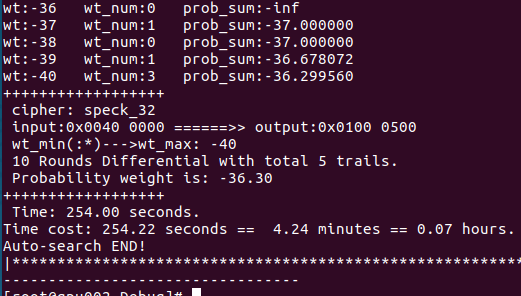 wt:-36 wt_num:0 prob_sum:-inf
wt:-37 wt_num:1 prob_sum:-37.000000
wt:-38 wt_num:0 prob_sum:-37.000000
wt:-39 wt_num:1 prob_sum:-36.678072
wt:-40 wt_num:3 prob_sum:-36.299560
++++++++++++++++++
cipher: speck_32
input:0x0040 0000 ======>> output:0x0100 0500
wt_min(:*)--->wt_max: -40
10 Rounds Differential with total 5 trails.
Probability weight is: -36.30
++++++++++++++++++
Time: 254.00 seconds.
Time cost: 254.22 seconds == 4.24 minutes == 0.07 hours.
Auto-search END!
|************************************************************
----------------------------------